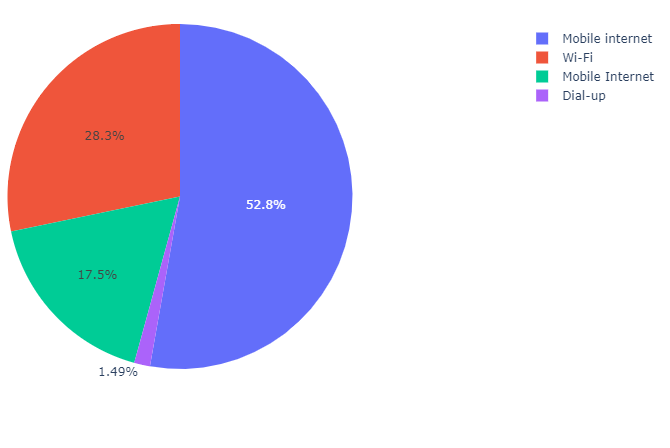 Mobile internet
Wi-Fi
Mobile Internet
Dial-up
28.3%
52.8%
17.5%
1.49%